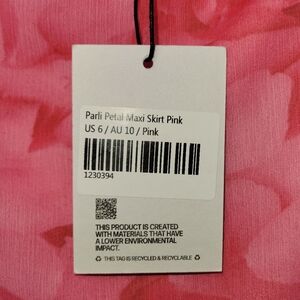 Parli Petal Maxi Skirt Pink
US 6 / AU 10 / Pink
1230394
THIS PRODUCT IS CREATED
WITH MATERIALS THAT HAVE
A LOWER ENVIRONMENTAL
IMPACT.
THIS TAG IS RECYCLED & RECYCLABLE